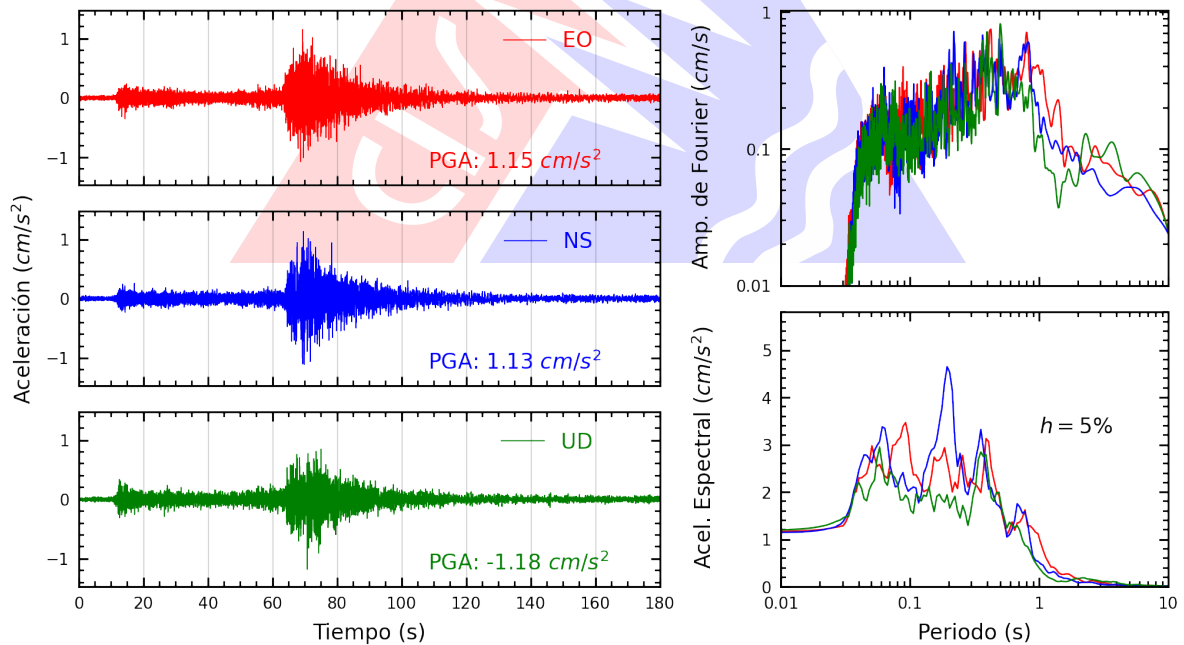 Aceleración (cm/s²)
1
0
−1
EO
PGA: 1.15 cm/s²
1
0
−1
NS
PGA: 1.13 cm/s²
1
0
−1
UD
PGA: -1.18 cm/s²
0 20 40 60 80 100 120 140 160 180
Tiempo (s)
Amp. de Fourier (cm/s)
1
0.1
0.01
Acel. Espectral (cm/s²)
5
4
3
2
1
0
h = 5%
0.01 0.1 1 10
Periodo (s)
CISMID